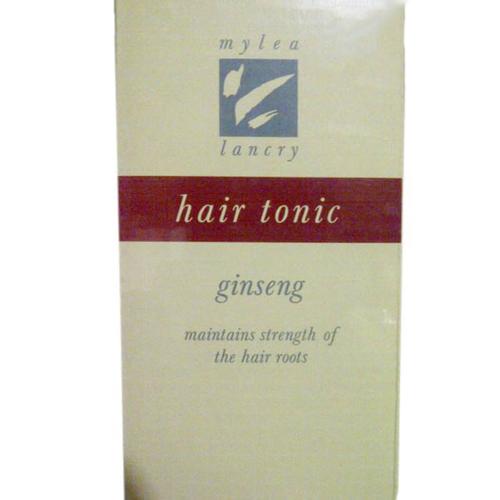 mylea
lancry
hair tonic
ginseng
maintains strength of
the hair roots